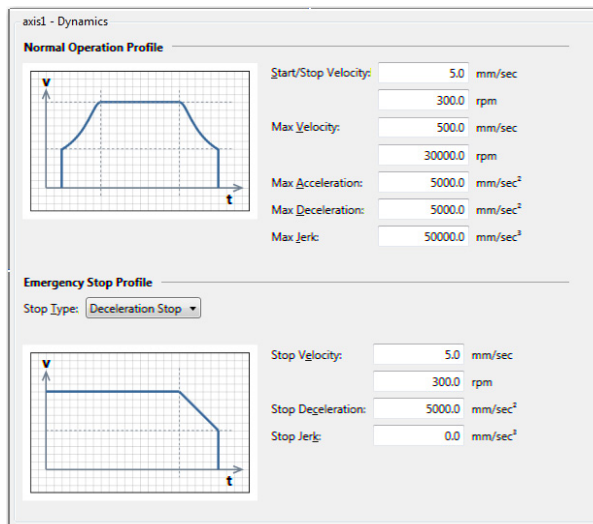 axis1 - Dynamics
Normal Operation Profile
v
t
Start/Stop Velocity: 5.0 mm/sec
300.0 rpm
Max Velocity: 500.0 mm/sec
30000.0 rpm
Max Acceleration: 5000.0 mm/sec²
Max Deceleration: 5000.0 mm/sec²
Max Jerk: 50000.0 mm/sec³
Emergency Stop Profile
Stop Type: Deceleration Stop
v
t
Stop Velocity: 5.0 mm/sec
300.0 rpm
Stop Deceleration: 5000.0 mm/sec²
Stop Jerk: 0.0 mm/sec³